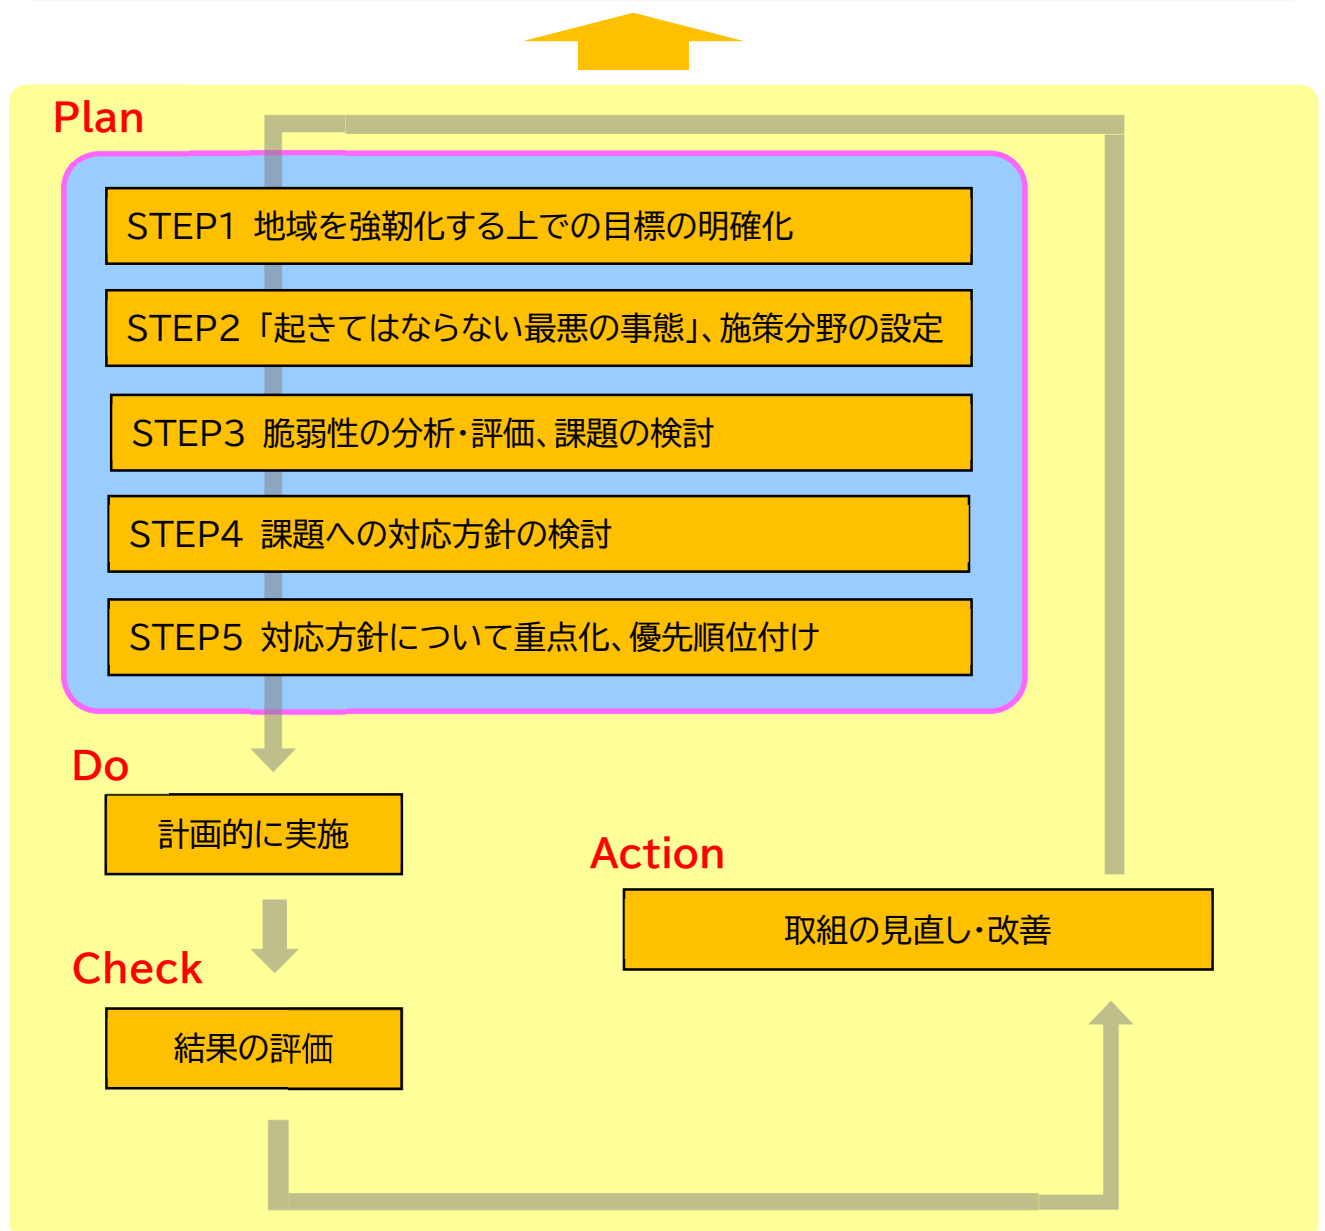 Plan
STEP1 地域を強靭化する上での目標の明確化
STEP2 「起きてはならない最悪の事態」、施策分野の設定
STEP3 脆弱性の分析・評価、課題の検討
STEP4 課題への対応方針の検討
STEP5 対応方針について重点化、優先順位付け
Do
計画的に実施
Action
取組の見直し・改善
Check
結果の評価